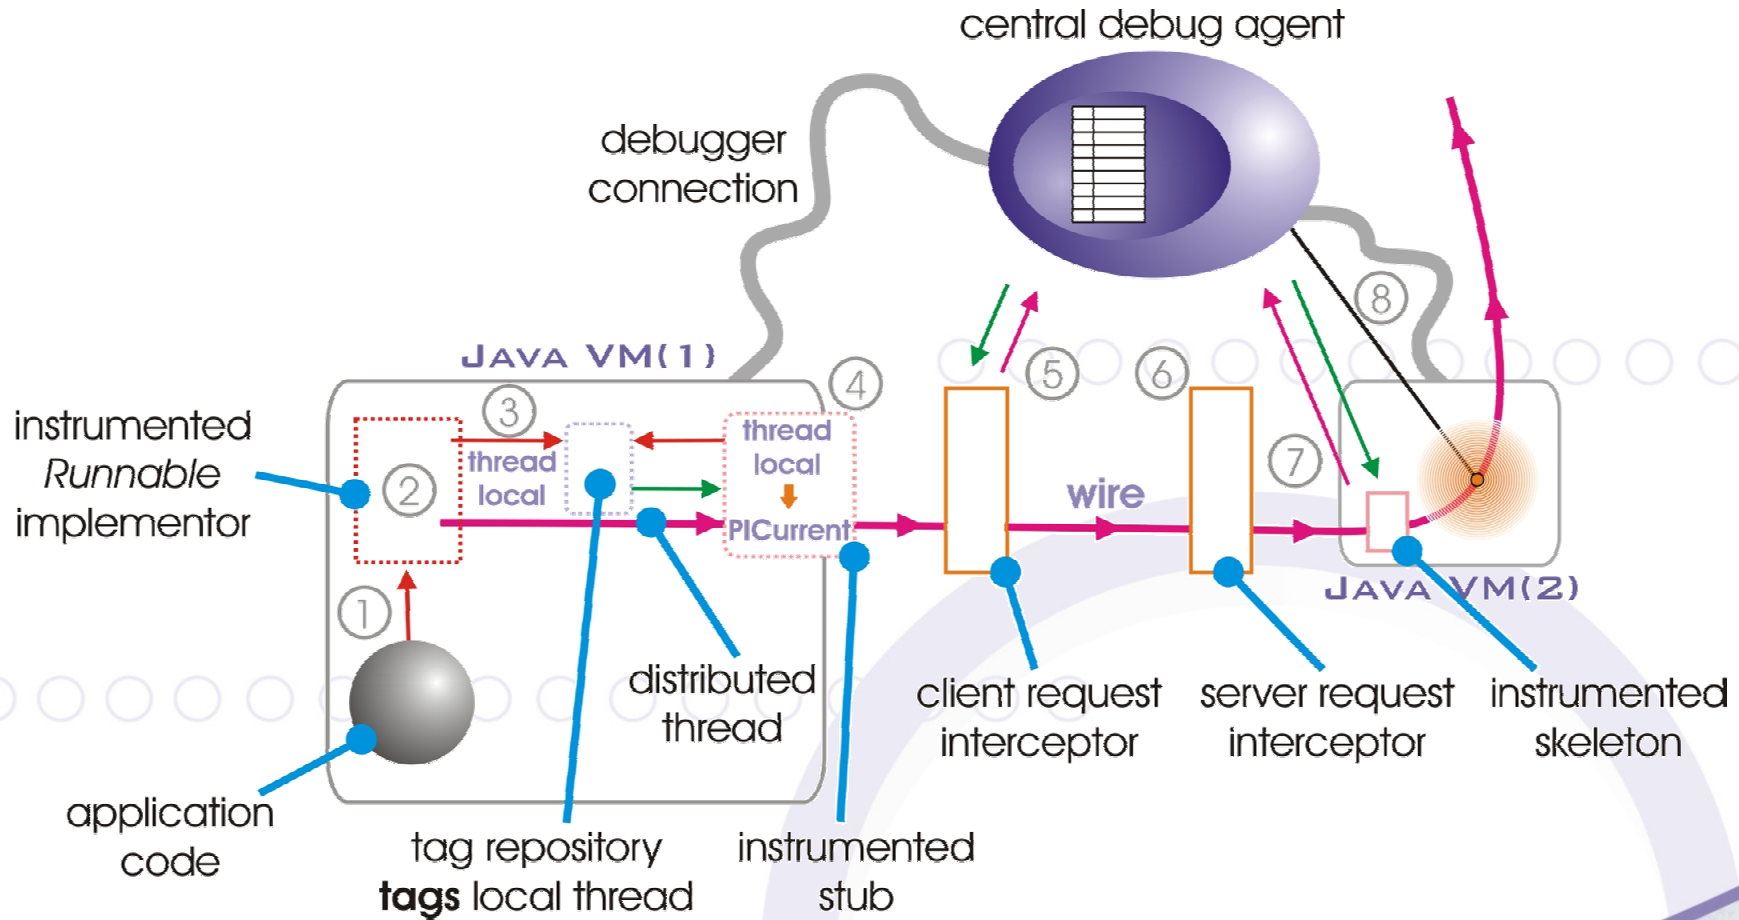 central debug agent
debugger
connection
8
JAVA VM(1)
4
5
6
3
instrumented
Runnable
implementor
2
thread
local
thread
local
PICurrent
wire
7
1
JAVA VM(2)
distributed
thread
client request
interceptor
server request
interceptor
instrumented
skeleton
application
code
tag repository
tags local thread
instrumented
stub